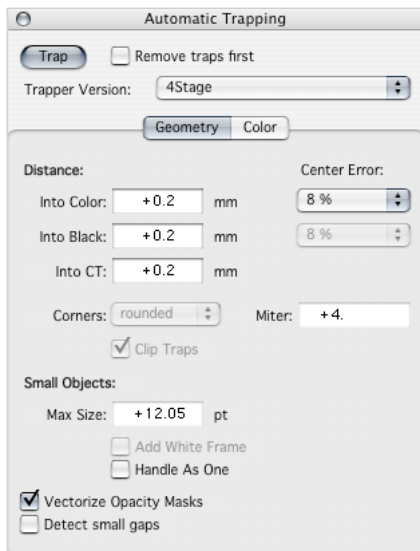 Automatic Trapping
Trap Remove traps first
Trapper Version: 4Stage
Geometry Color
Distance: Center Error:
Into Color: +0.2 mm 8 %
Into Black: +0.2 mm 8 %
Into CT: +0.2 mm
Corners: rounded Miter: +4.
Clip Traps
Small Objects:
Max Size: +12.05 pt
Add White Frame
Handle As One
Vectorize Opacity Masks
Detect small gaps